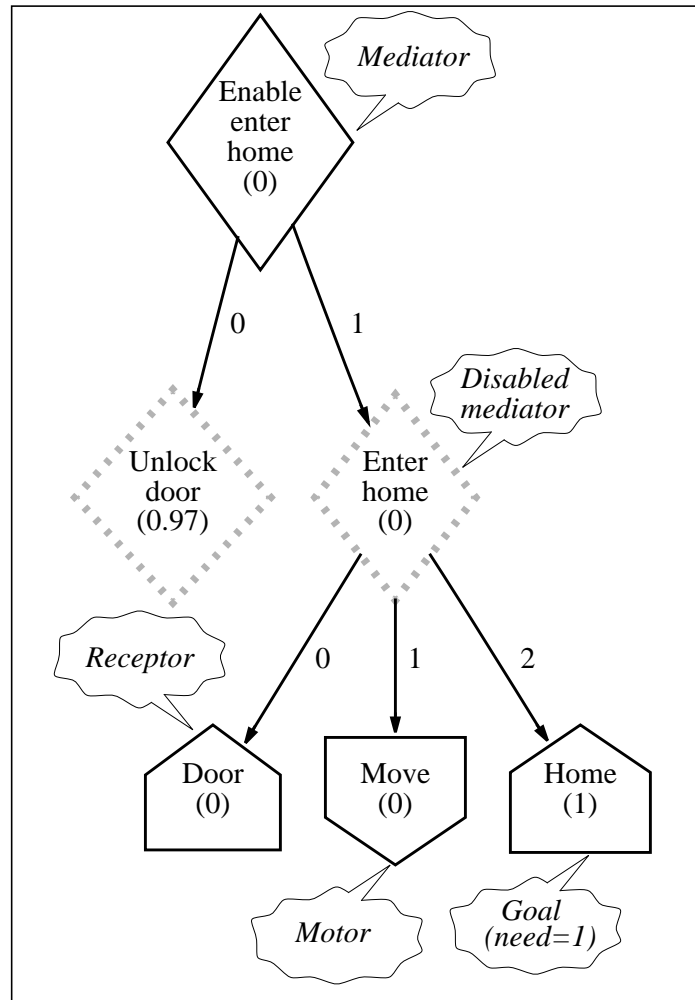 Mediator
Enable
enter
home
(0)
0
1
Disabled
mediator
Unlock
door
(0.97)
Enter
home
(0)
Receptor
0
1
2
Door
(0)
Move
(0)
Home
(1)
Motor
Goal
(need=1)